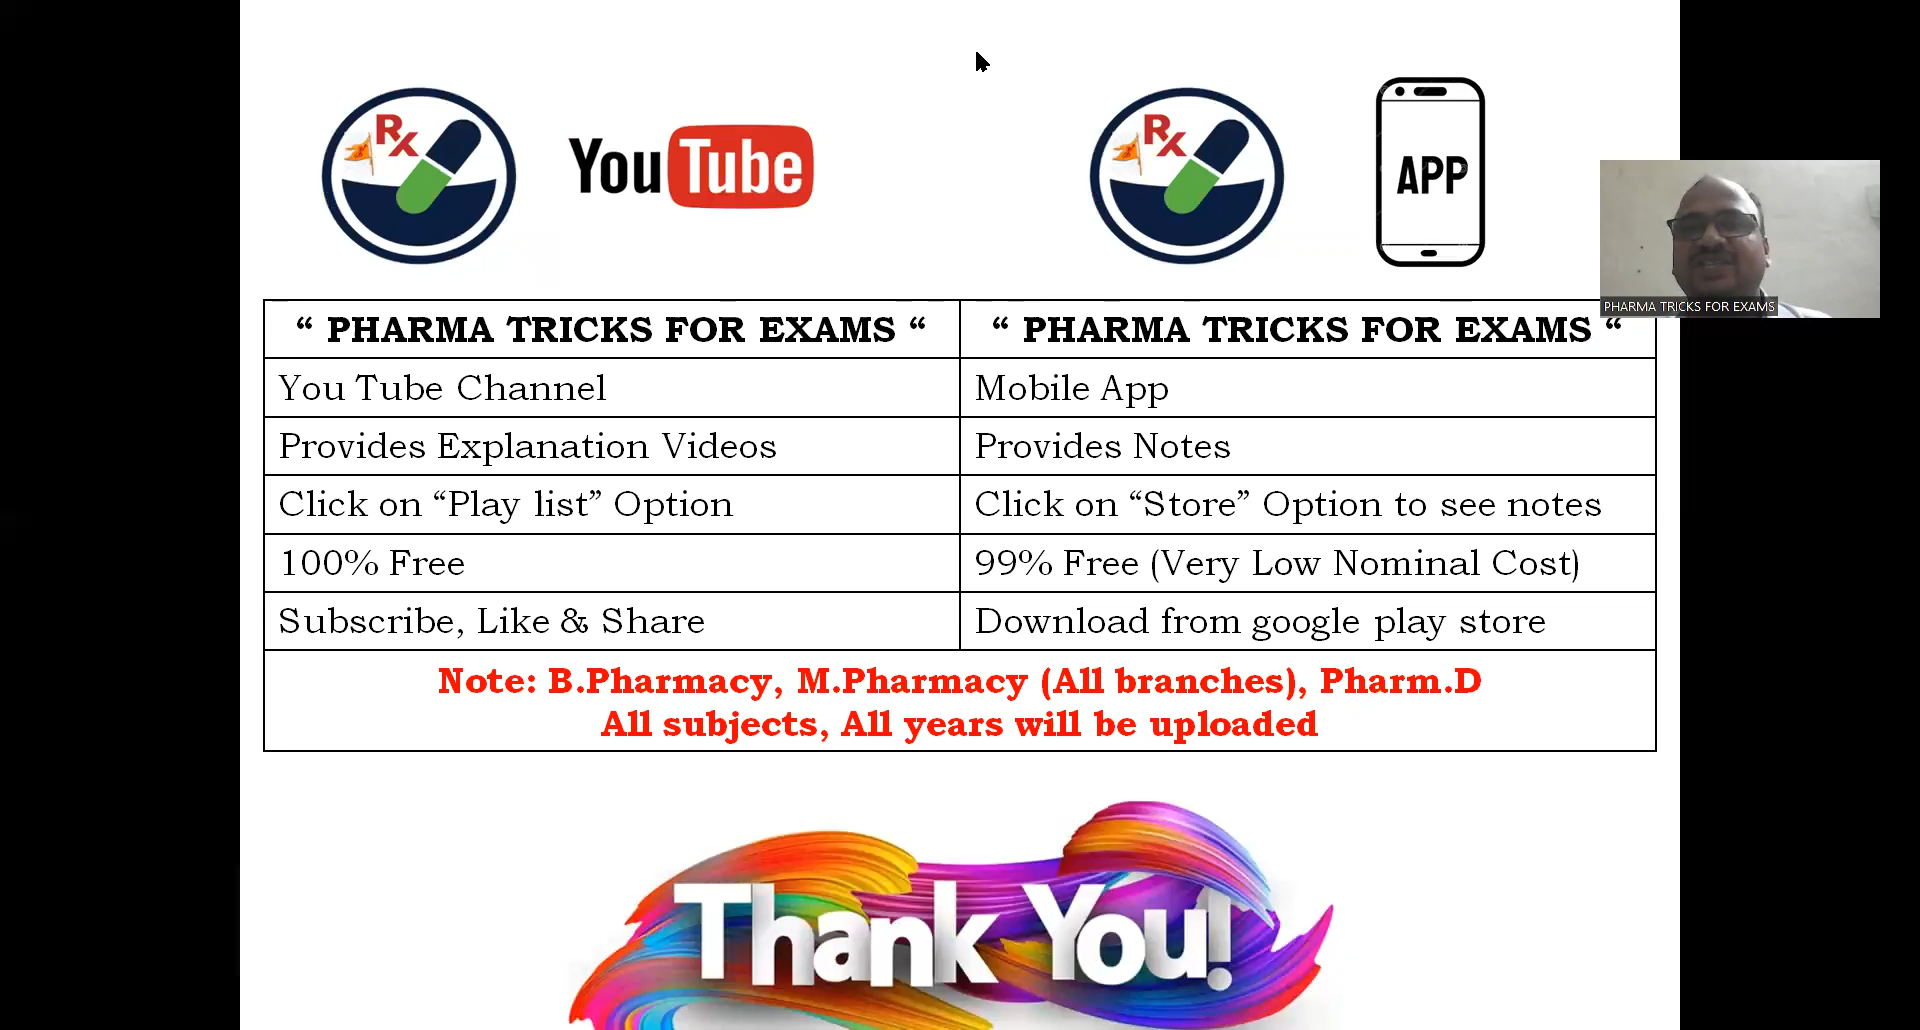 Rx
YouTube
Rx
APP
PHARMA TRICKS FOR EXAMS
“ PHARMA TRICKS FOR EXAMS “
“ PHARMA TRICKS FOR EXAMS “
You Tube Channel
Mobile App
Provides Explanation Videos
Provides Notes
Click on “Play list” Option
Click on “Store” Option to see notes
100% Free
99% Free (Very Low Nominal Cost)
Subscribe, Like & Share
Download from google play store
Note: B.Pharmacy, M.Pharmacy (All branches), Pharm.D
All subjects, All years will be uploaded
Thank You!